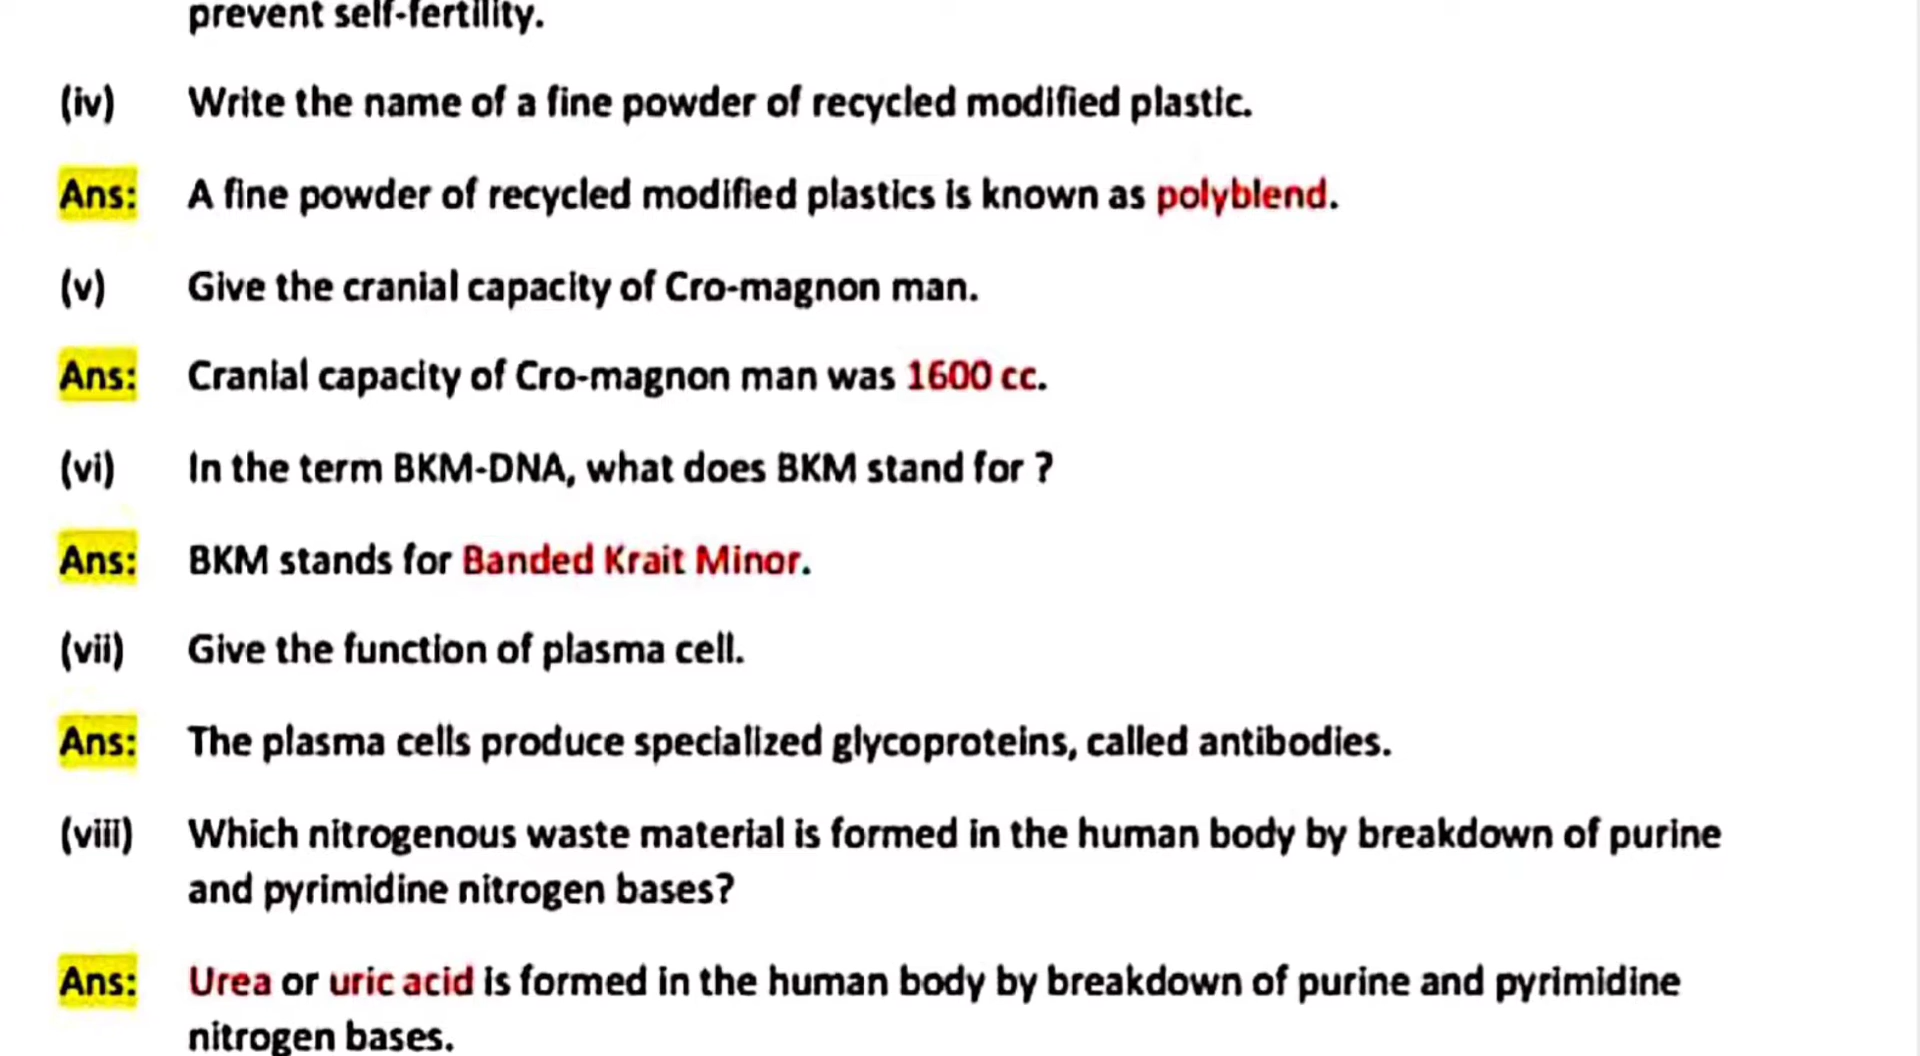 prevent self-fertility.
(iv) Write the name of a fine powder of recycled modified plastic.
Ans: A fine powder of recycled modified plastics is known as polyblend.
(v) Give the cranial capacity of Cro-magnon man.
Ans: Cranial capacity of Cro-magnon man was 1600 cc.
(vi) In the term BKM-DNA, what does BKM stand for ?
Ans: BKM stands for Banded Krait Minor.
(vii) Give the function of plasma cell.
Ans: The plasma cells produce specialized glycoproteins, called antibodies.
(viii) Which nitrogenous waste material is formed in the human body by breakdown of purine
and pyrimidine nitrogen bases?
Ans: Urea or uric acid is formed in the human body by breakdown of purine and pyrimidine
nitrogen bases.